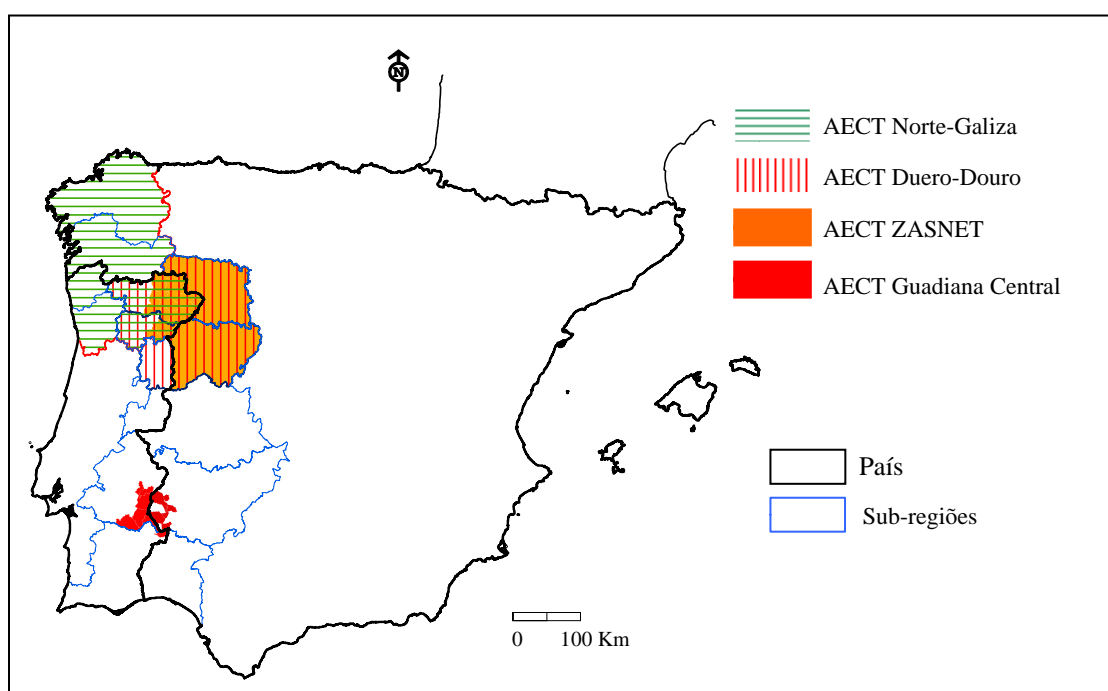 N
AECT Norte-Galiza
AECT Duero-Douro
AECT ZASNET
AECT Guadiana Central
País
Sub-regiões
0 100 Km